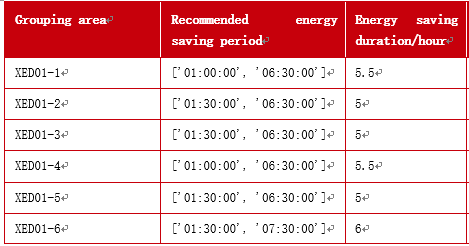 Grouping area Recommended energy saving period Energy saving duration/hour
XED01-1 ['01:00:00', '06:30:00'] 5.5
XED01-2 ['01:30:00', '06:30:00'] 5
XED01-3 ['01:30:00', '06:30:00'] 5
XED01-4 ['01:00:00', '06:30:00'] 5.5
XED01-5 ['01:30:00', '06:30:00'] 5
XED01-6 ['01:30:00', '07:30:00'] 6